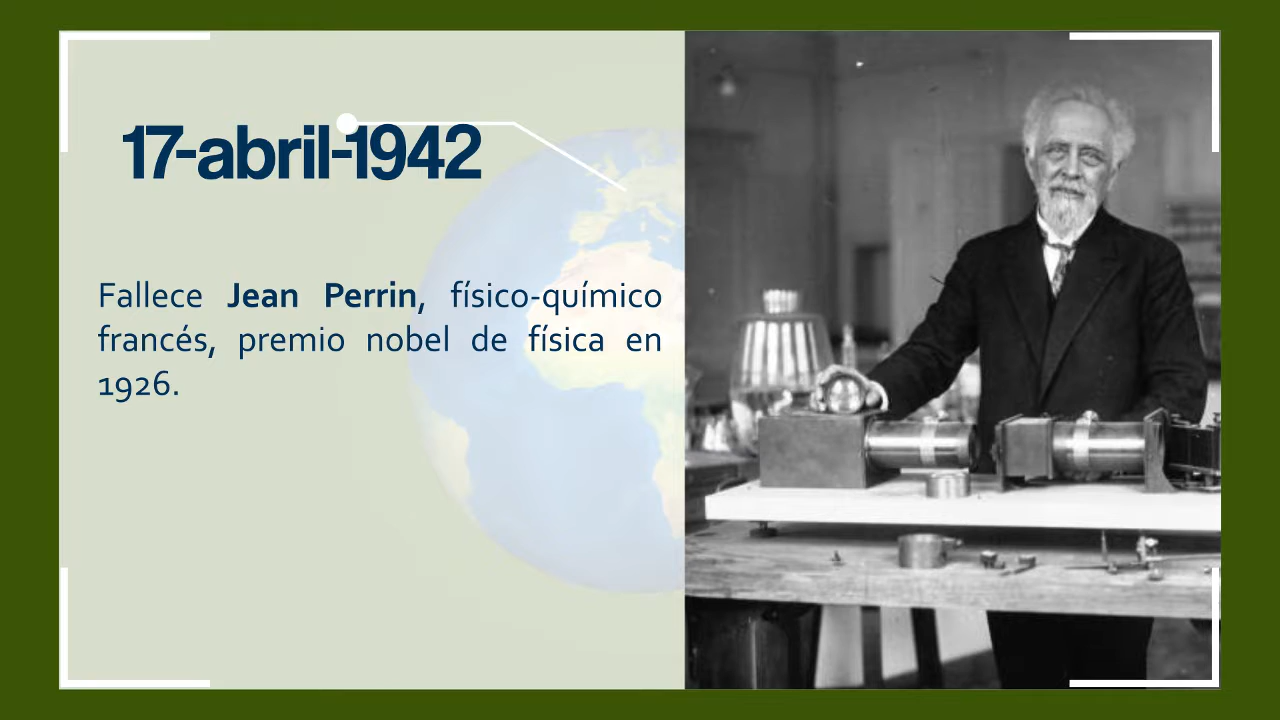 17-abril-1942
Fallece Jean Perrin, físico-químico
francés, premio nobel de física en
1926.